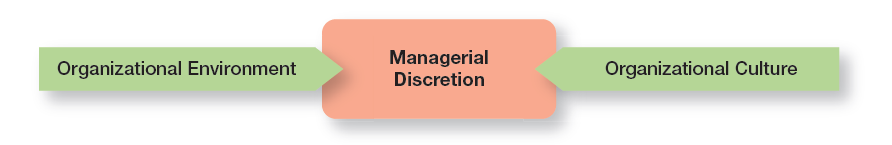 Organizational Environment
Managerial
Discretion
Organizational Culture